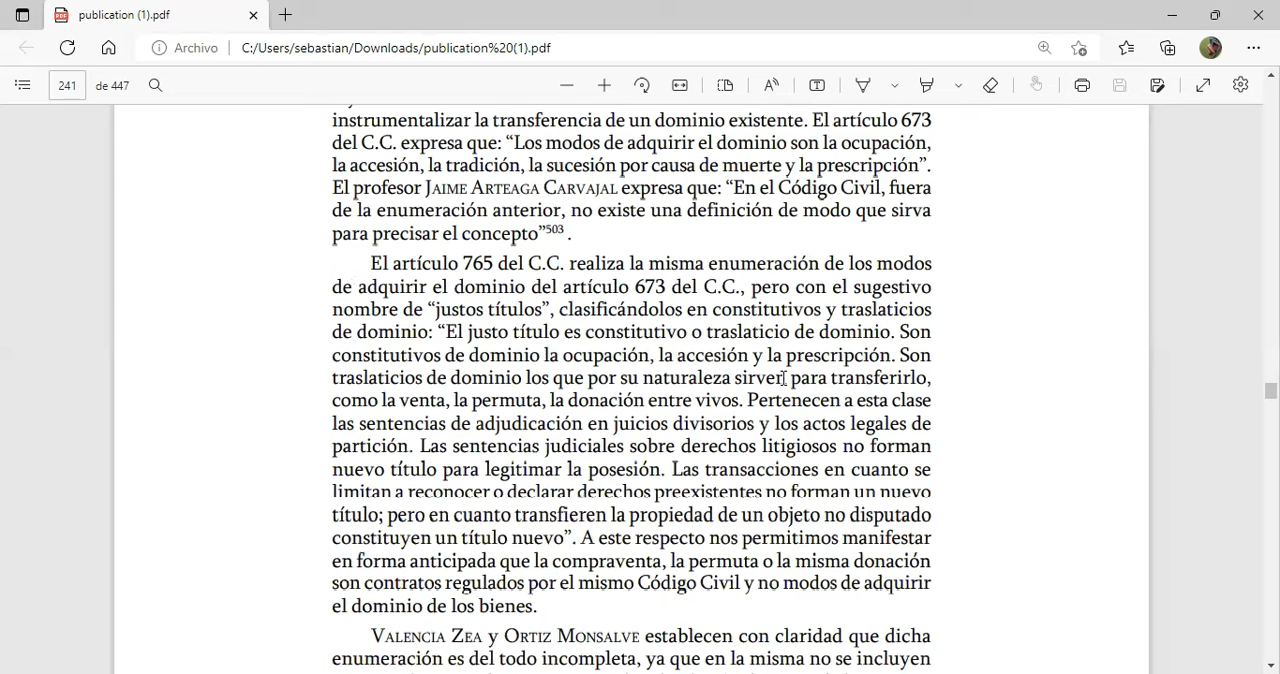 publication (1).pdf
Archivo
C:/Users/sebastian/Downloads/publication%20(1).pdf
241
de 447
instrumentalizar la transferencia de un dominio existente. El artículo 673
del C.C. expresa que: “Los modos de adquirir el dominio son la ocupación,
la accesión, la tradición, la sucesión por causa de muerte y la prescripción”.
El profesor JAIME ARTEAGA CARVAJAL expresa que: “En el Código Civil, fuera
de la enumeración anterior, no existe una definición de modo que sirva
para precisar el concepto”503 .
El artículo 765 del C.C. realiza la misma enumeración de los modos
de adquirir el dominio del artículo 673 del C.C., pero con el sugestivo
nombre de “justos títulos”, clasificándolos en constitutivos y traslaticios
de dominio: “El justo título es constitutivo o traslaticio de dominio. Son
constitutivos de dominio la ocupación, la accesión y la prescripción. Son
traslaticios de dominio los que por su naturaleza sirven para transferirlo,
como la venta, la permuta, la donación entre vivos. Pertenecen a esta clase
las sentencias de adjudicación en juicios divisorios y los actos legales de
partición. Las sentencias judiciales sobre derechos litigiosos no forman
nuevo título para legitimar la posesión. Las transacciones en cuanto se
limitan a reconocer o declarar derechos preexistentes no forman un nuevo
título; pero en cuanto transfieren la propiedad de un objeto no disputado
constituyen un título nuevo”. A este respecto nos permitimos manifestar
en forma anticipada que la compraventa, la permuta o la misma donación
son contratos regulados por el mismo Código Civil y no modos de adquirir
el dominio de los bienes.
VALENCIA ZEA y ORTIZ MONSALVE establecen con claridad que dicha
enumeración es del todo incompleta, ya que en la misma no se incluyen